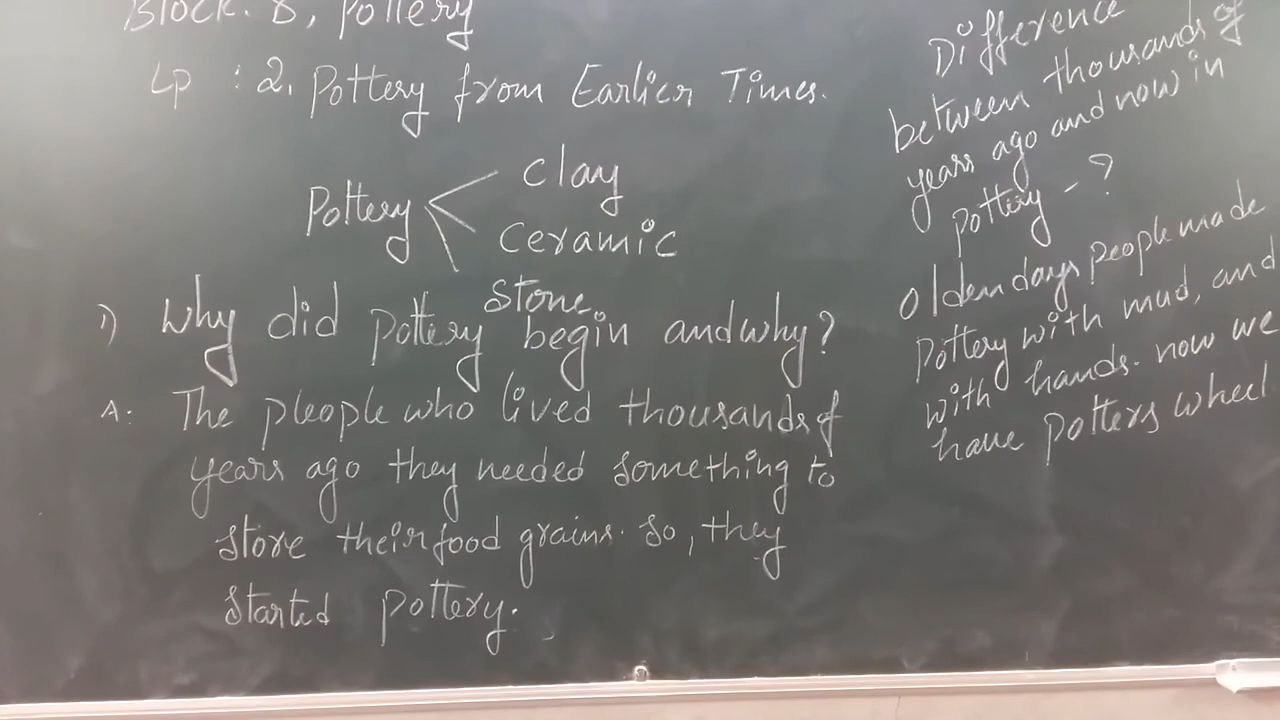 Block. 8, Pottery
Lp : 2. Pottery from Earlier Times.
Pottery
Clay
Ceramic
Stone
1) Why did pottery begin and why?
A: The pleople who lived thousands of
years ago they needed something to
store their food grains. So, they
started pottery.
Difference
between thousands of
years ago and now in
pottery - ?
Olden days people made
pottery with mud, and
with hands. now we
have potters wheel